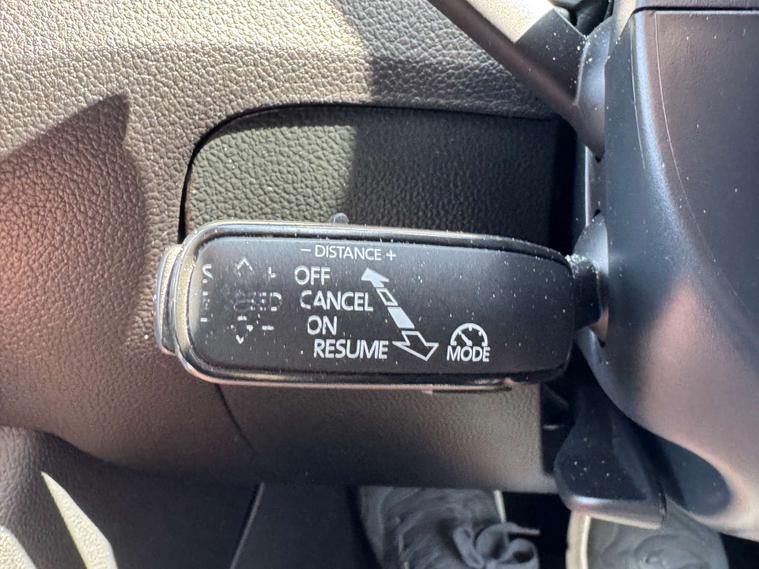 − DISTANCE +
+ OFF
CANCEL
− ON
RESUME
MODE